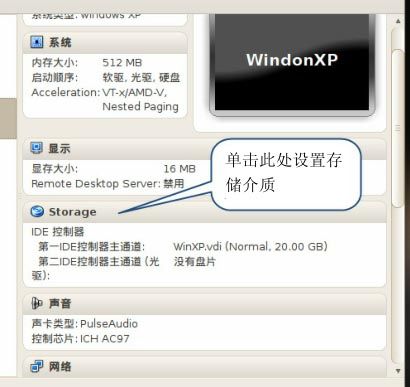 系统类型: windows XP
系统
内存大小: 512 MB
启动顺序: 软驱, 光驱, 硬盘
Acceleration: VT-x/AMD-V,
Nested Paging
WindonXP
显示
显存大小: 16 MB
Remote Desktop Server: 禁用
单击此处设置存
储介质
Storage
IDE 控制器
第一IDE控制器主通道: WinXP.vdi (Normal, 20.00 GB)
第二IDE控制器主通道 (光 没有盘片
驱):
声音
声卡类型: PulseAudio
控制芯片: ICH AC97
网络